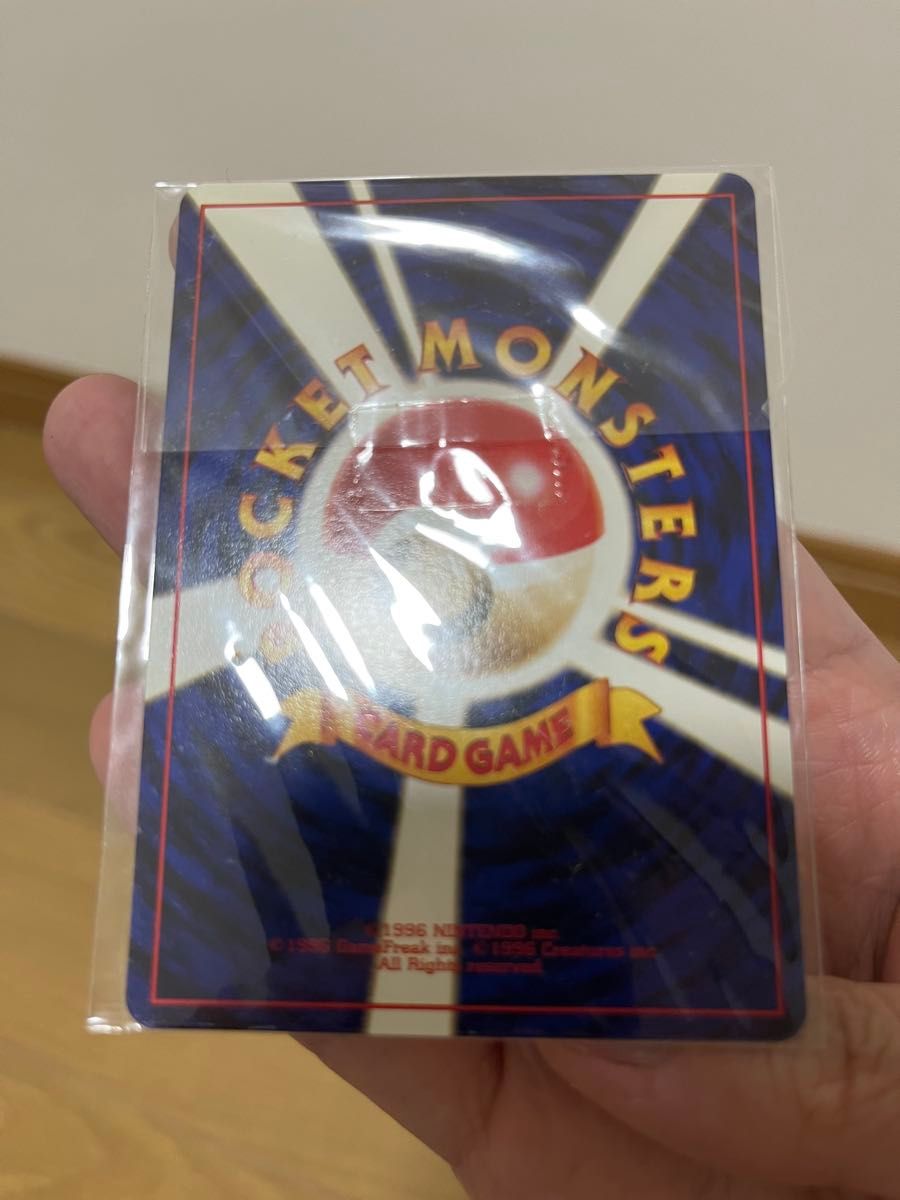 POCKET MONSTERS
CARD GAME
©1996 NINTENDO inc.
©1996 GameFreak inc. ©1996 Creatures inc.
All Rights reserved.